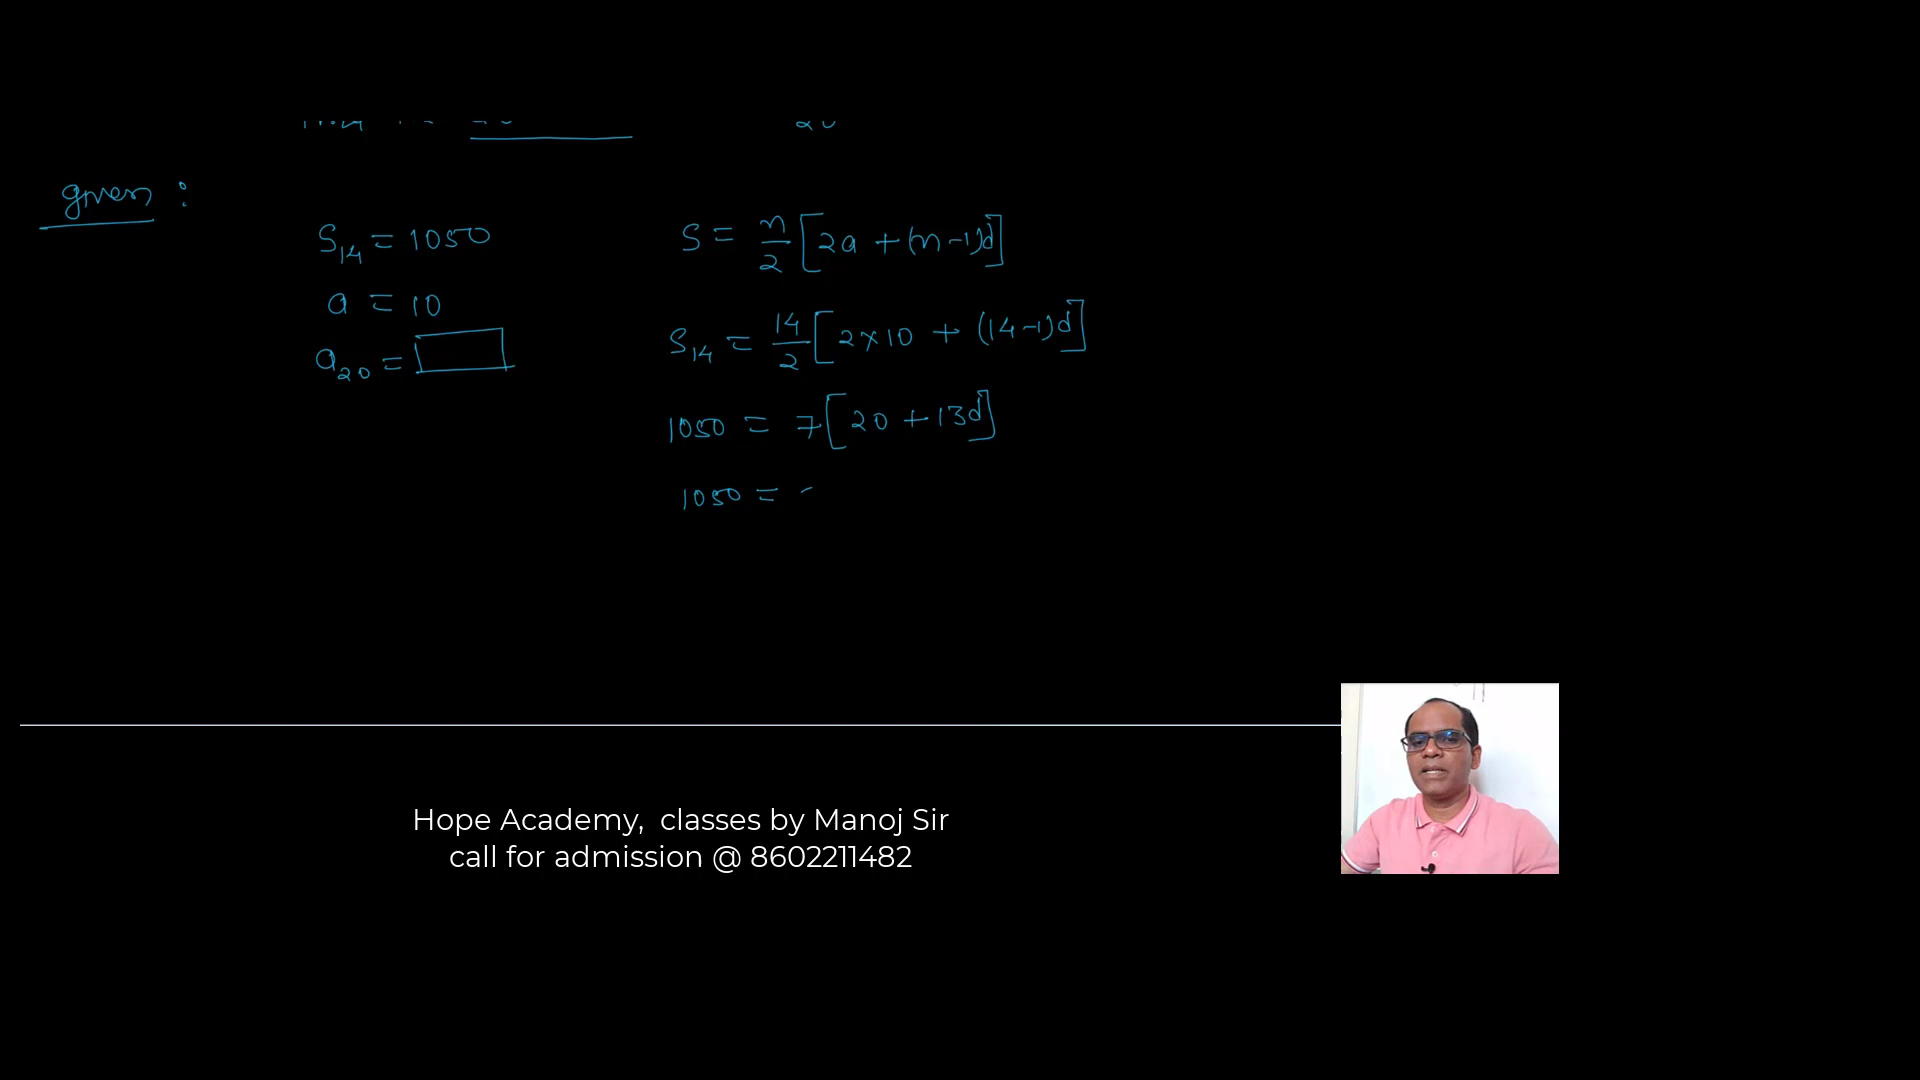 given :
S₁₄ = 1050
a = 10
a₂₀ =
S = n/2 [2a + (n-1)d]
S₁₄ = 14/2 [2×10 + (14-1)d]
1050 = 7[20 + 13d]
1050 =
Hope Academy, classes by Manoj Sir
call for admission @ 8602211482